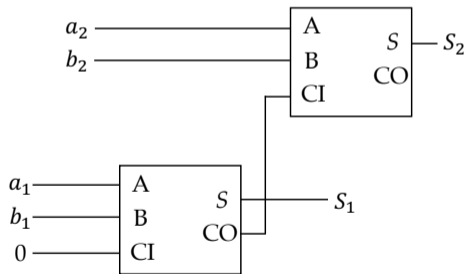 a₂ A S S₂
b₂ B CO
CI
a₁ A S S₁
b₁ B CO
0 CI